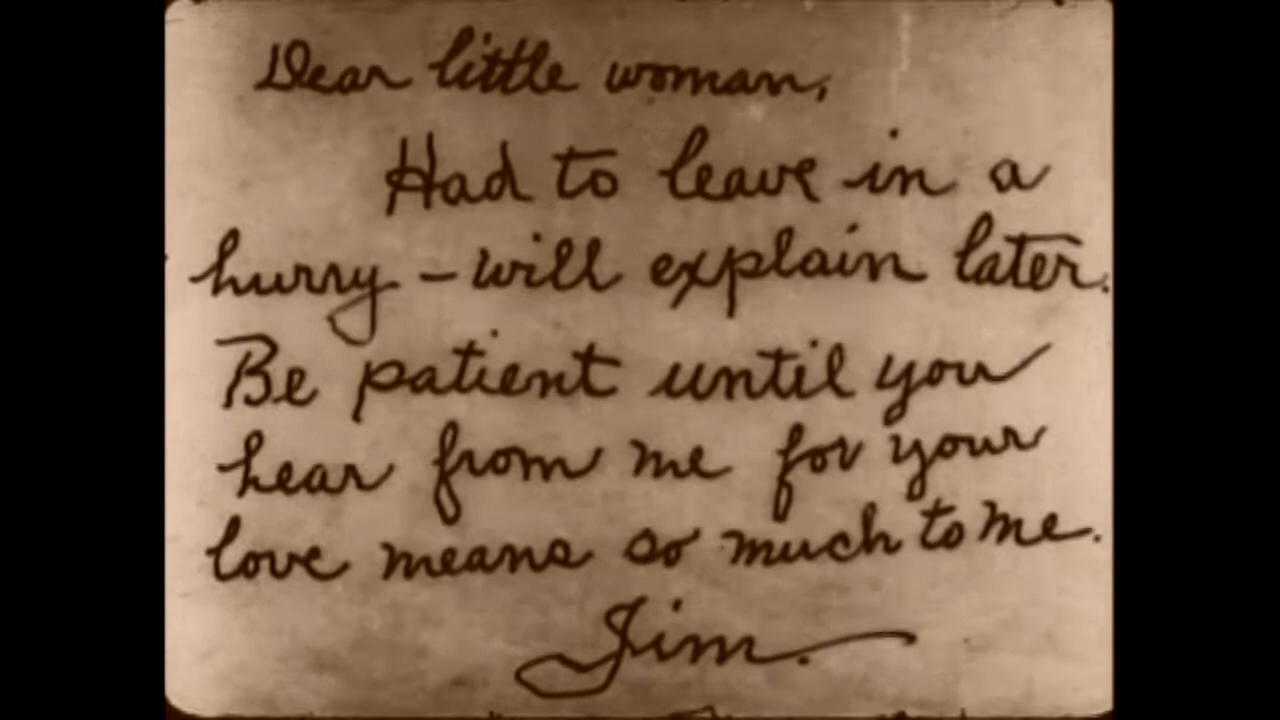 Dear little woman,
Had to leave in a
hurry – will explain later.
Be patient until you
hear from me for your
love means so much to me.
Jim.